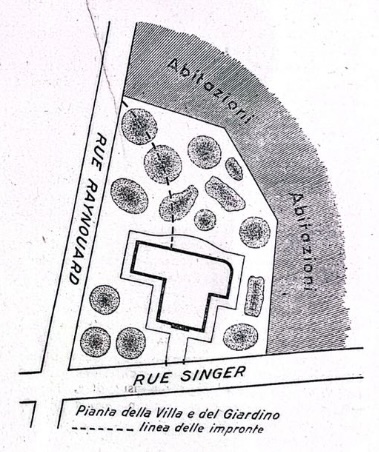 Abitazioni
Abitazioni
RUE RAYNOUARD
RUE SINGER
Pianta della Villa e del Giardino
linea delle impronte